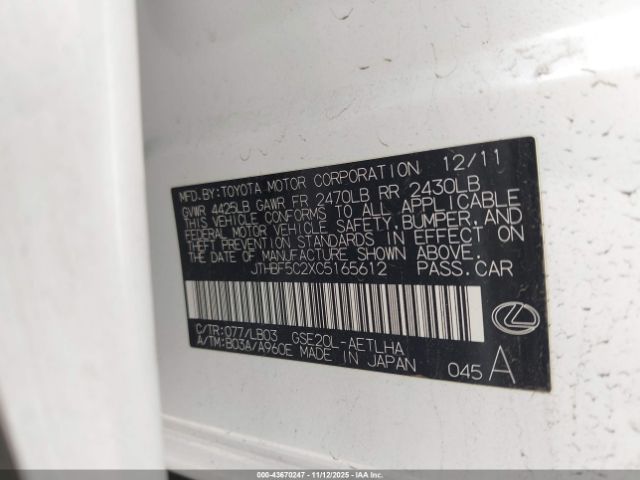 MFD.BY:TOYOTA MOTOR CORPORATION 12/11
GVWR 4425LB GAWR FR 2470LB RR 2430LB
THIS VEHICLE CONFORMS TO ALL APPLICABLE
FEDERAL MOTOR VEHICLE SAFETY,BUMPER, AND
THEFT PREVENTION STANDARDS IN EFFECT ON
THE DATE OF MANUFACTURE SHOWN ABOVE.
JTHBF5C2XC5165612 PASS.CAR
C/TR:077/LB03 GSE20L-AETLHA
A/TM:B03A/A960E MADE IN JAPAN
045 A
000-43670247 - 11/12/2025 - IAAI.COM